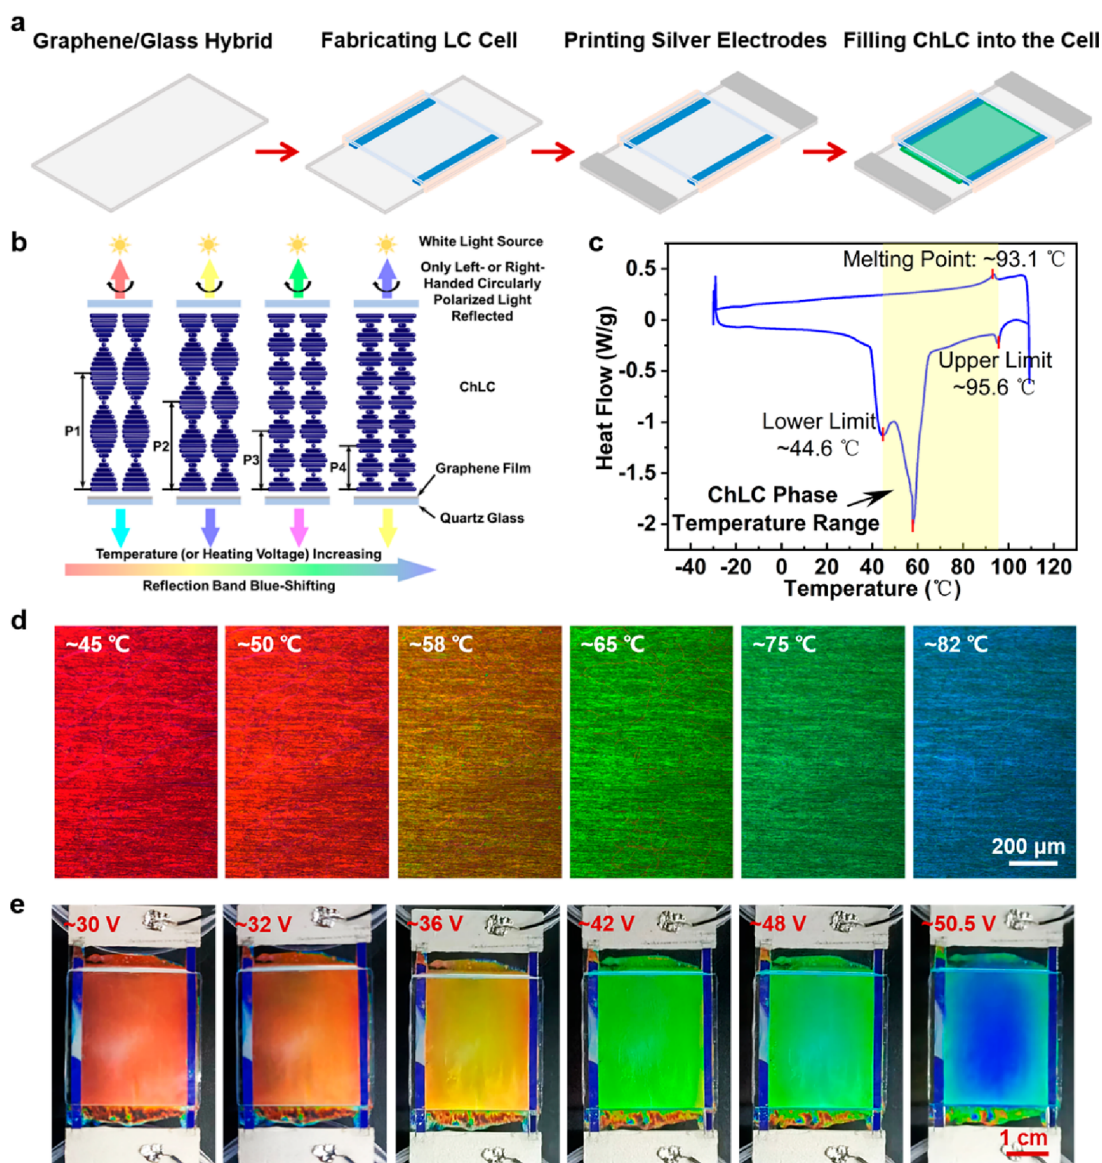 a
Graphene/Glass Hybrid
Fabricating LC Cell
Printing Silver Electrodes
Filling ChLC into the Cell
b
White Light Source
Only Left- or Right-
Handed Circularly
Polarized Light
Reflected
ChLC
P1
P2
P3
P4
Graphene Film
Quartz Glass
Temperature (or Heating Voltage) Increasing
Reflection Band Blue-Shifting
c
Heat Flow (W/g)
0.5
0
-0.5
-1
-1.5
-2
Melting Point: ~93.1 ℃
Upper Limit
~95.6 ℃
Lower Limit
~44.6 ℃
ChLC Phase
Temperature Range
-40 -20 0 20 40 60 80 100 120
Temperature (℃)
d
~45 ℃
~50 ℃
~58 ℃
~65 ℃
~75 ℃
~82 ℃
200 μm
e
~30 V
~32 V
~36 V
~42 V
~48 V
~50.5 V
1 cm